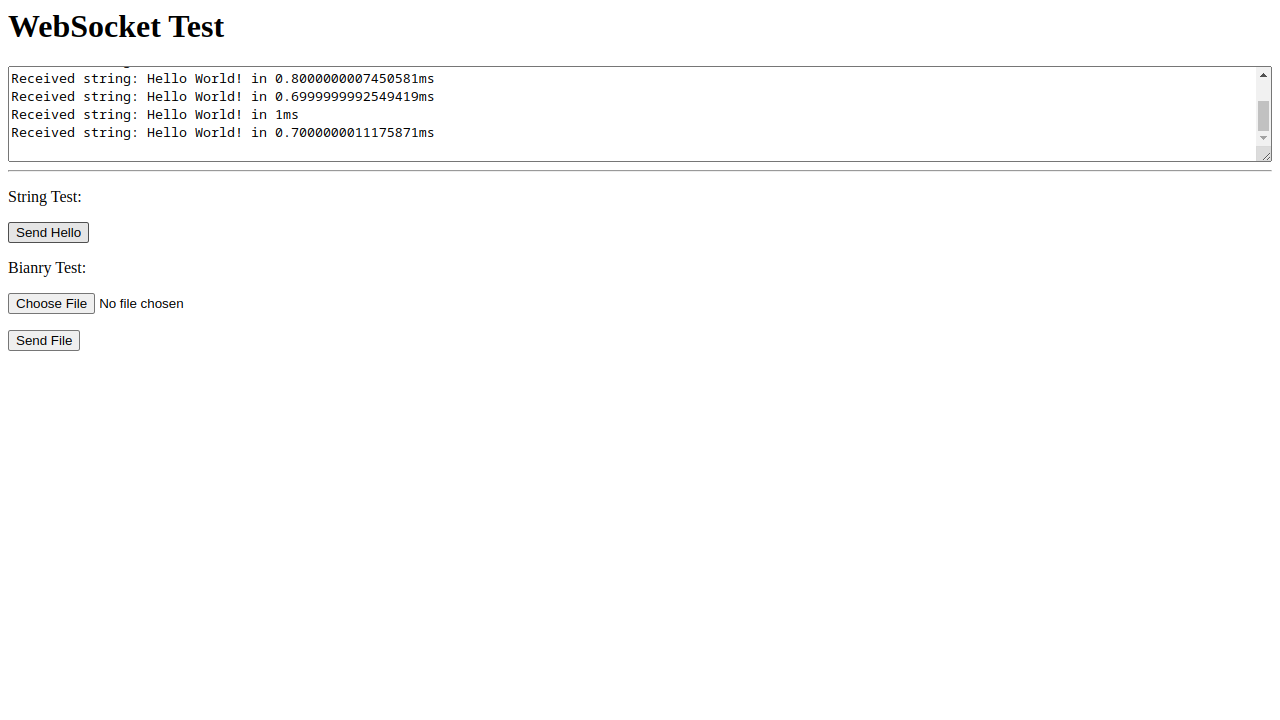 WebSocket Test
Received string: Hello World! in 0.8000000007450581ms
Received string: Hello World! in 0.6999999992549419ms
Received string: Hello World! in 1ms
Received string: Hello World! in 0.7000000011175871ms
String Test:
Send Hello
Bianry Test:
Choose File No file chosen
Send File